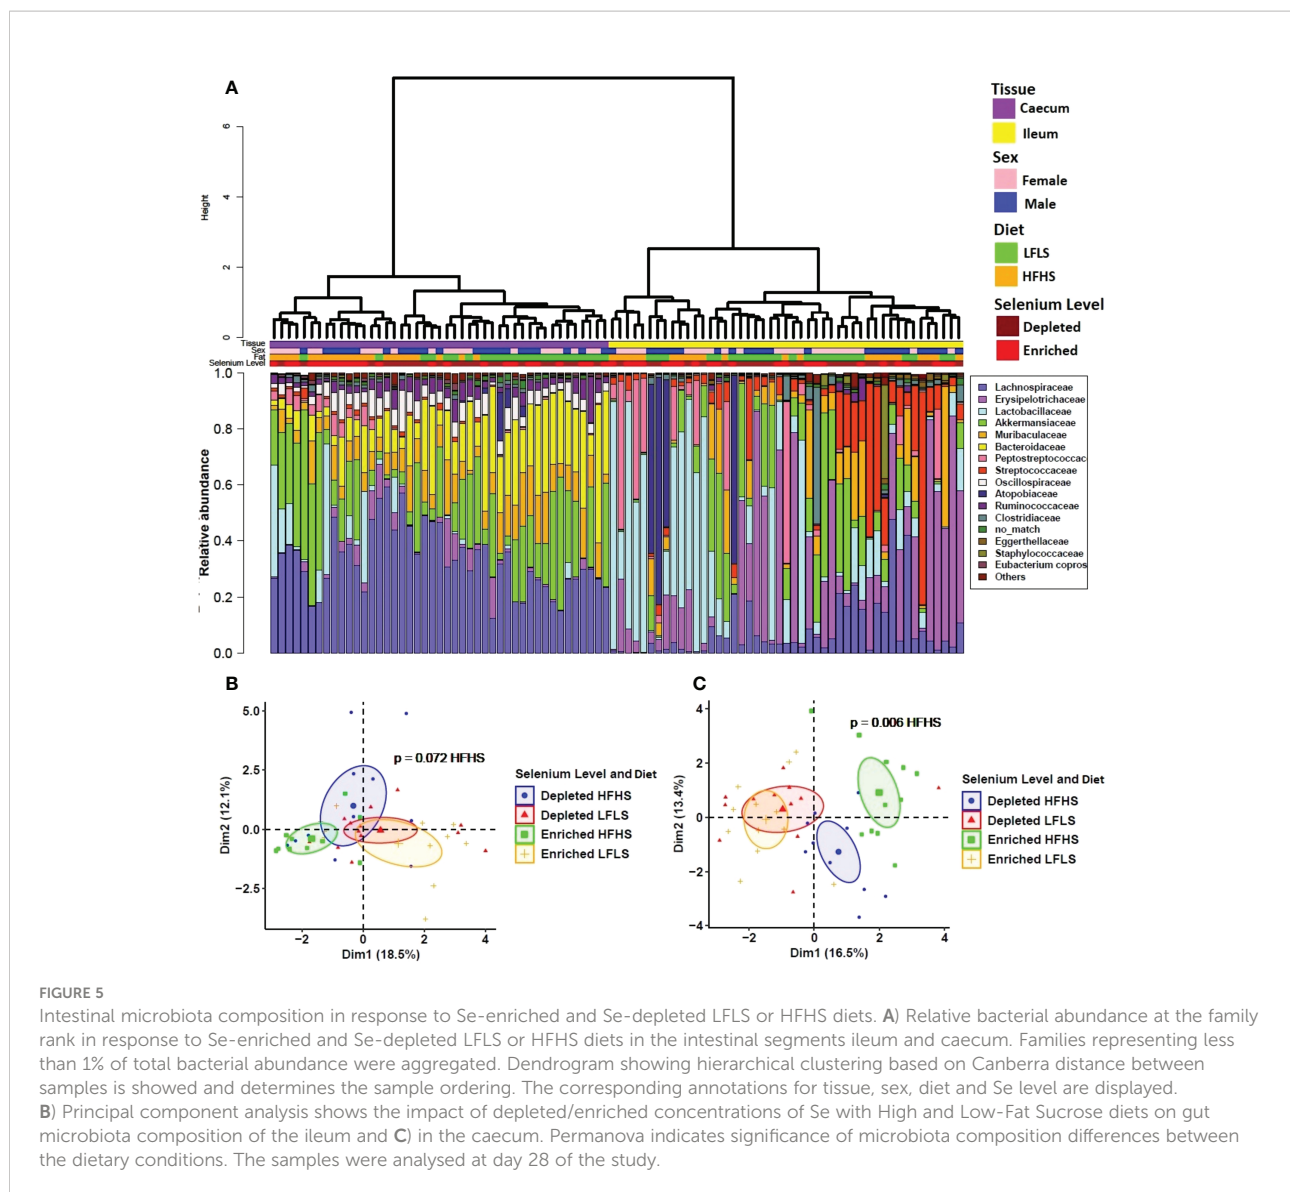 A
Tissue
Caecum
Ileum
Sex
Female
Male
Diet
LFLS
HFHS
Selenium Level
Depleted
Enriched
Height
6
4
2
0
Tissue
Sex
Fat
Selenium Level
Relative abundance
1.0
0.8
0.6
0.4
0.2
0.0
Lachnospiraceae
Erysipelotrichaceae
Lactobacillaceae
Akkermansiaceae
Muribaculaceae
Bacteroidaceae
Peptostreptococcac
Streptococcaceae
Oscillospiraceae
Atopobiaceae
Ruminococcaceae
Clostridiaceae
no_match
Eggerthellaceae
Staphylococcaceae
Eubacterium copros
Others
B
5.0
2.5
0.0
−2.5
Dim2 (12.1%)
p = 0.072 HFHS
−2 0 2 4
Dim1 (18.5%)
Selenium Level and Diet
Depleted HFHS
Depleted LFLS
Enriched HFHS
Enriched LFLS
C
4
2
0
−2
−4
Dim2 (13.4%)
p = 0.006 HFHS
−2 0 2 4
Dim1 (16.5%)
Selenium Level and Diet
Depleted HFHS
Depleted LFLS
Enriched HFHS
Enriched LFLS
FIGURE 5
Intestinal microbiota composition in response to Se-enriched and Se-depleted LFLS or HFHS diets. A) Relative bacterial abundance at the family
rank in response to Se-enriched and Se-depleted LFLS or HFHS diets in the intestinal segments ileum and caecum. Families representing less
than 1% of total bacterial abundance were aggregated. Dendrogram showing hierarchical clustering based on Canberra distance between
samples is showed and determines the sample ordering. The corresponding annotations for tissue, sex, diet and Se level are displayed.
B) Principal component analysis shows the impact of depleted/enriched concentrations of Se with High and Low-Fat Sucrose diets on gut
microbiota composition of the ileum and C) in the caecum. Permanova indicates significance of microbiota composition differences between
the dietary conditions. The samples were analysed at day 28 of the study.